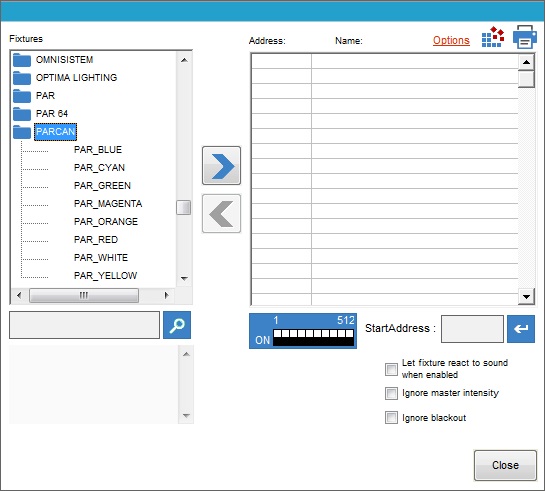 Fixtures
Address:
Name:
Options
OMNISISTEM
OPTIMA LIGHTING
PAR
PAR 64
PARCAN
PAR_BLUE
PAR_CYAN
PAR_GREEN
PAR_MAGENTA
PAR_ORANGE
PAR_RED
PAR_WHITE
PAR_YELLOW
1 512
ON
StartAddress :
Let fixture react to sound
when enabled
Ignore master intensity
Ignore blackout
Close